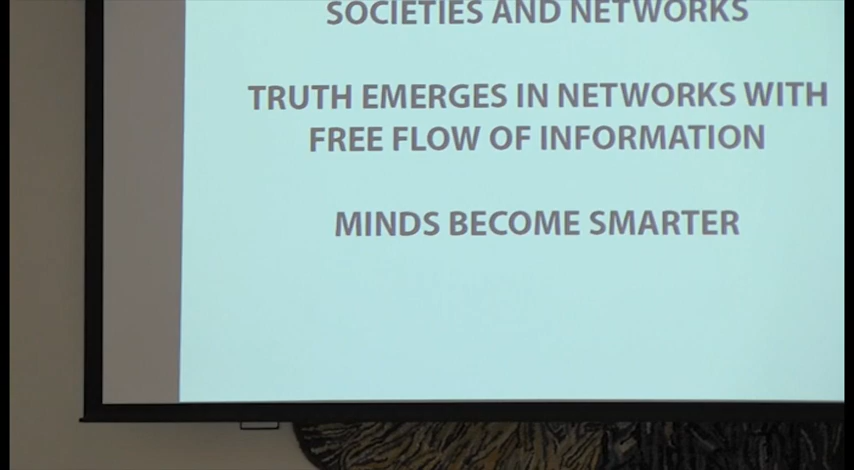 SOCIETIES AND NETWORKS
TRUTH EMERGES IN NETWORKS WITH
FREE FLOW OF INFORMATION
MINDS BECOME SMARTER